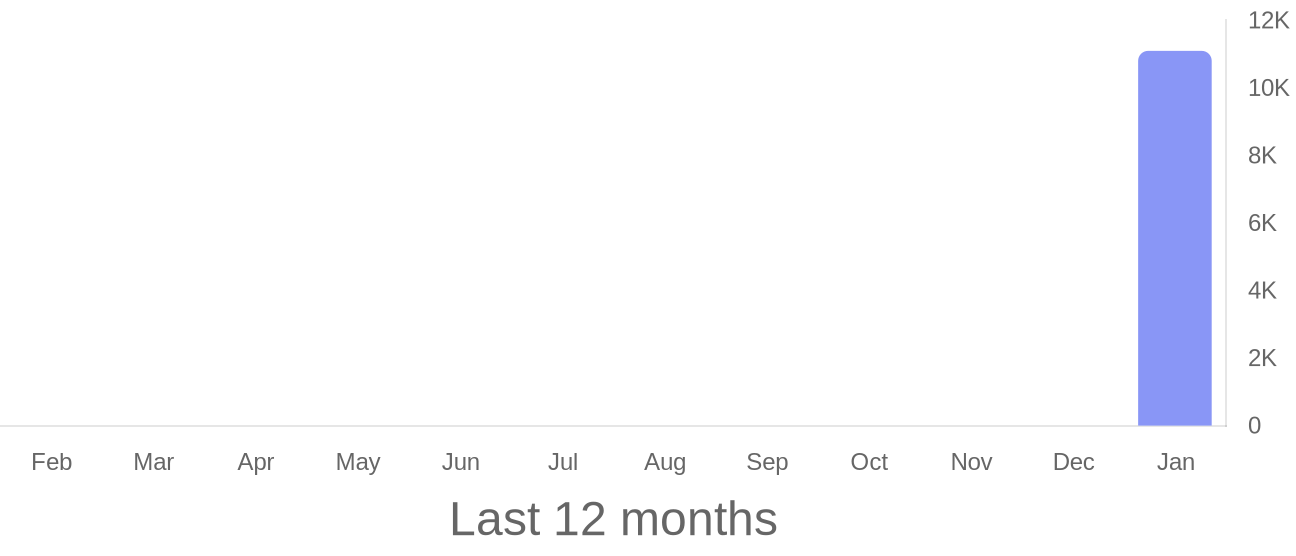 12K
10K
8K
6K
4K
2K
0
Feb Mar Apr May Jun Jul Aug Sep Oct Nov Dec Jan
Last 12 months